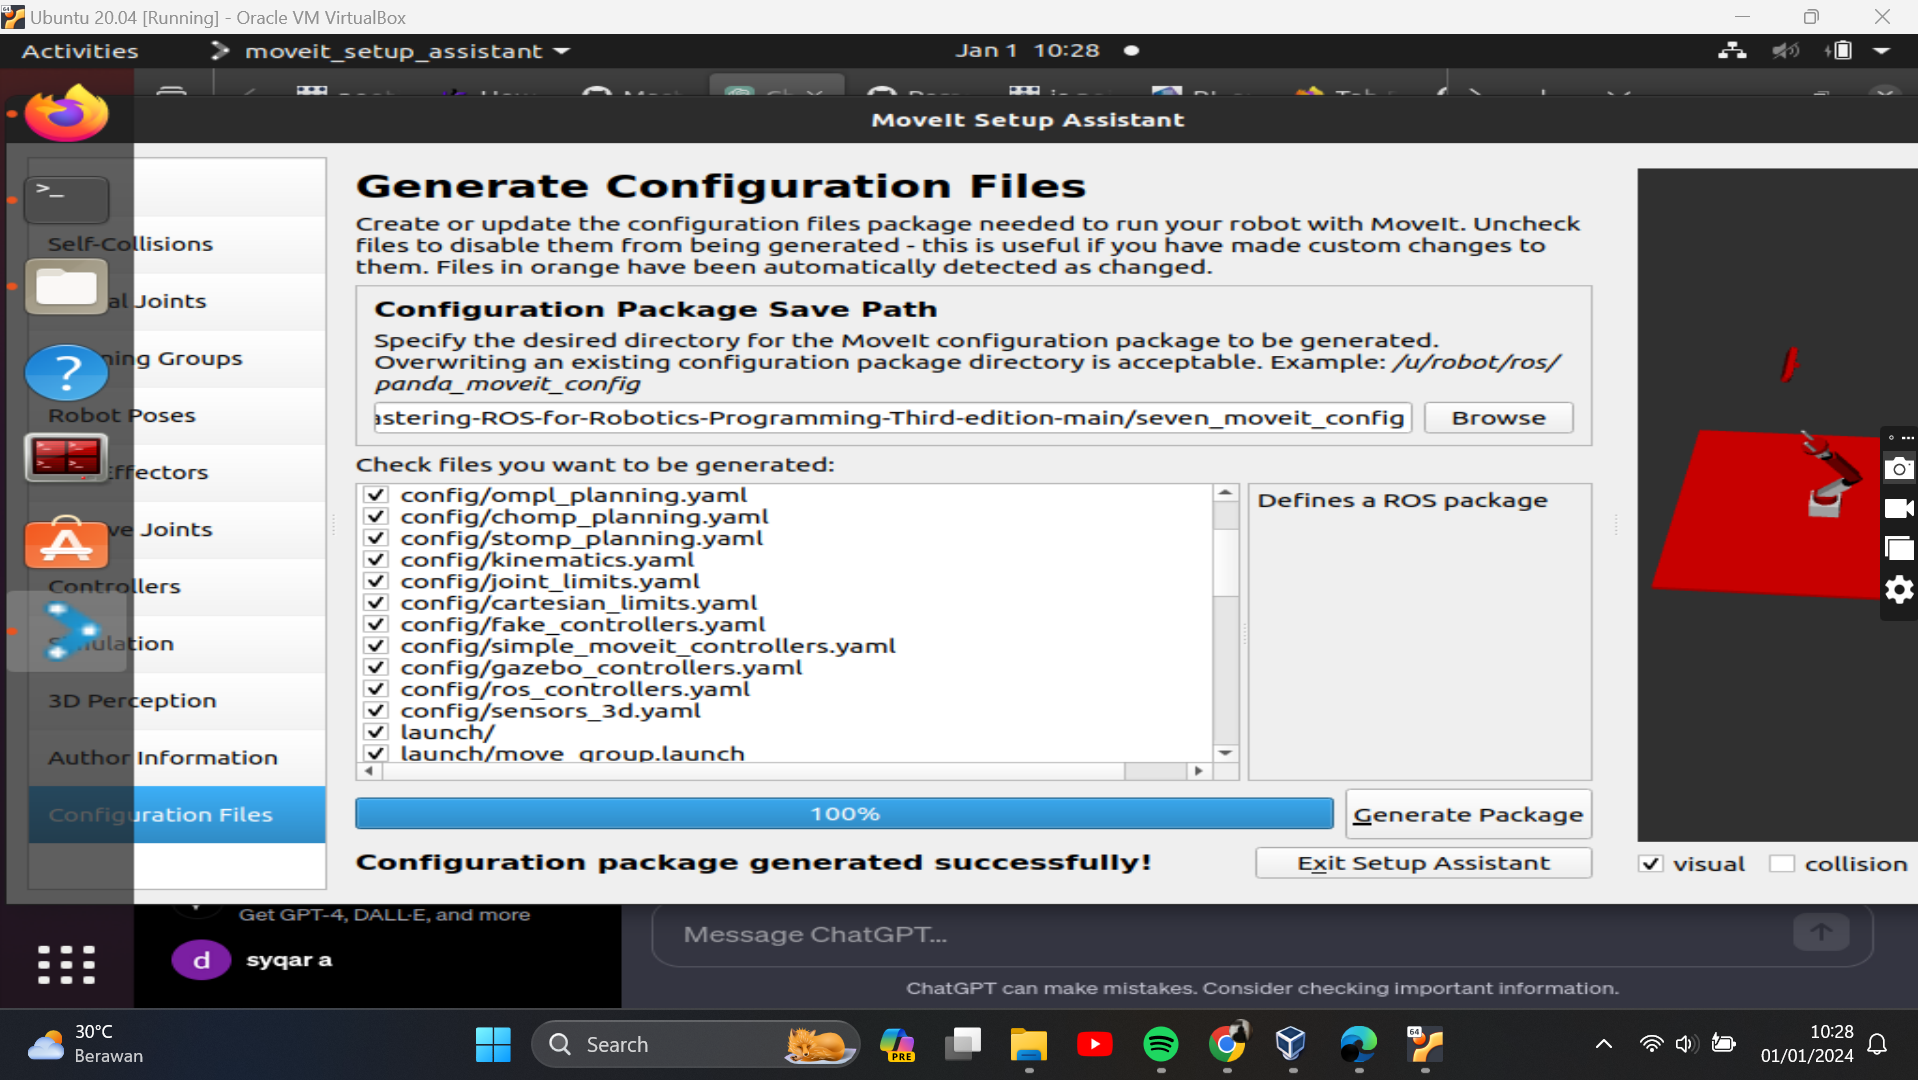 Ubuntu 20.04 [Running] - Oracle VM VirtualBox
Activities
moveit_setup_assistant
Jan 1 10:28
MoveIt Setup Assistant
Self-Collisions
al Joints
ning Groups
Robot Poses
ffectors
ve Joints
Controllers
Simulation
3D Perception
Author Information
Configuration Files
Generate Configuration Files
Create or update the configuration files package needed to run your robot with MoveIt. Uncheck
files to disable them from being generated - this is useful if you have made custom changes to
them. Files in orange have been automatically detected as changed.
Configuration Package Save Path
Specify the desired directory for the MoveIt configuration package to be generated.
Overwriting an existing configuration package directory is acceptable. Example: /u/robot/ros/
panda_moveit_config
astering-ROS-for-Robotics-Programming-Third-edition-main/seven_moveit_config
Browse
Check files you want to be generated:
config/ompl_planning.yaml
config/chomp_planning.yaml
config/stomp_planning.yaml
config/kinematics.yaml
config/joint_limits.yaml
config/cartesian_limits.yaml
config/fake_controllers.yaml
config/simple_moveit_controllers.yaml
config/gazebo_controllers.yaml
config/ros_controllers.yaml
config/sensors_3d.yaml
launch/
launch/move_group.launch
Defines a ROS package
100%
Generate Package
Configuration package generated successfully!
Exit Setup Assistant
visual
collision
Get GPT-4, DALL·E, and more
d
syqar a
Message ChatGPT...
ChatGPT can make mistakes. Consider checking important information.
30°C
Berawan
Search
PRE
64
10:28
01/01/2024